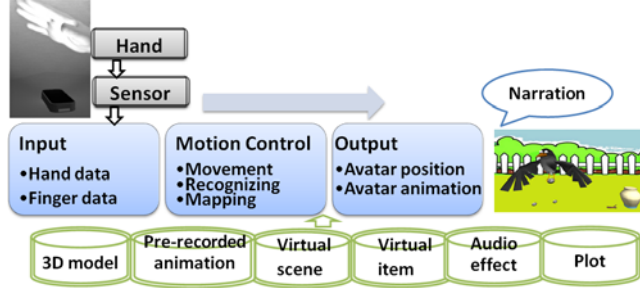 Hand
Sensor
Narration
Input
•Hand data
•Finger data
Motion Control
•Movement
•Recognizing
•Mapping
Output
•Avatar position
•Avatar animation
3D model
Pre-recorded
animation
Virtual
scene
Virtual
item
Audio
effect
Plot